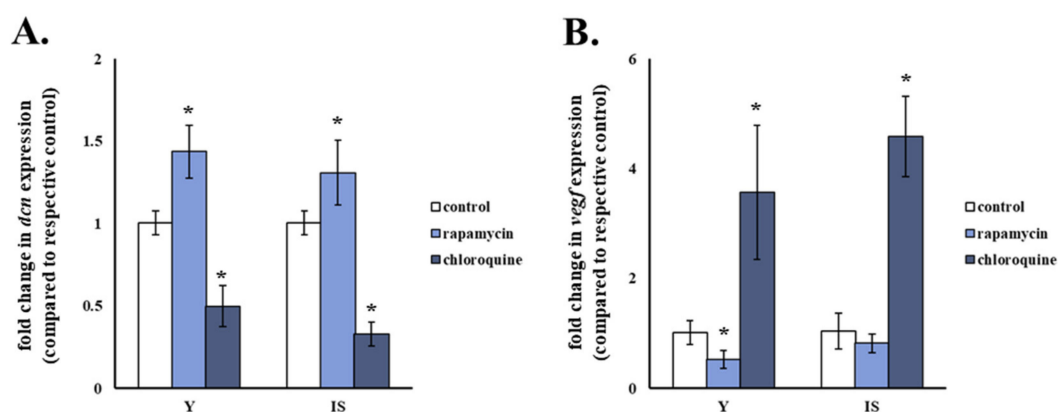 A.
fold change in dcn expression
(compared to respective control)
2
1.5
1
0.5
0
*
*
*
*
Y
IS
control
rapamycin
chloroquine
B.
fold change in vegf expression
(compared to respective control)
6
4
2
0
*
*
*
Y
IS
control
rapamycin
chloroquine